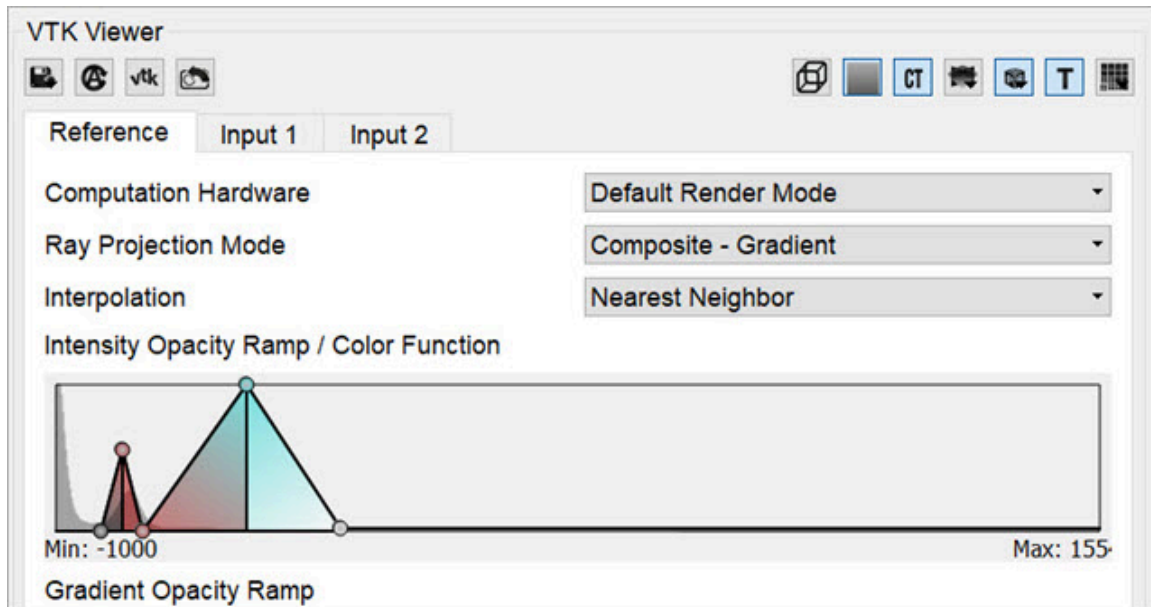 VTK Viewer
vtk CT T
Reference Input 1 Input 2
Computation Hardware Default Render Mode
Ray Projection Mode Composite - Gradient
Interpolation Nearest Neighbor
Intensity Opacity Ramp / Color Function
Min: -1000 Max: 155
Gradient Opacity Ramp